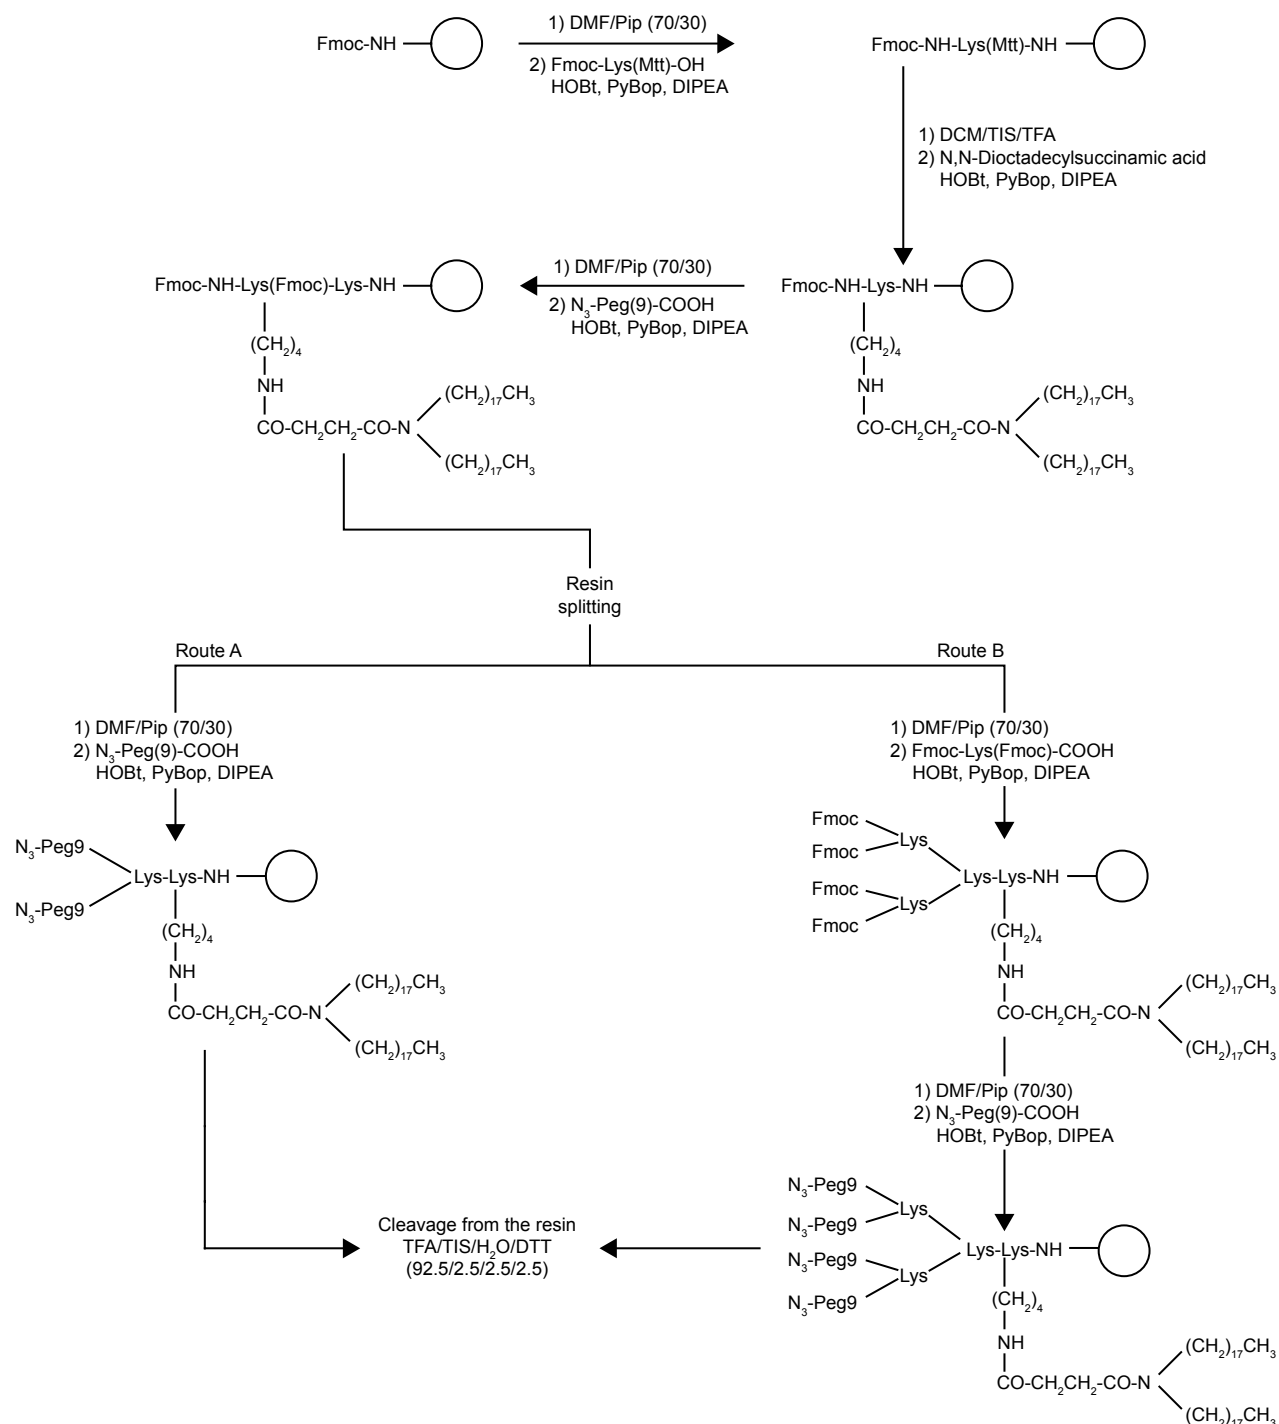 Fmoc-NH
1) DMF/Pip (70/30)
2) Fmoc-Lys(Mtt)-OH
HOBt, PyBop, DIPEA
Fmoc-NH-Lys(Mtt)-NH
1) DCM/TIS/TFA
2) N,N-Dioctadecylsuccinamic acid
HOBt, PyBop, DIPEA
Fmoc-NH-Lys-NH
(CH2)4
NH
CO-CH2CH2-CO-N
(CH2)17CH3
(CH2)17CH3
1) DMF/Pip (70/30)
2) N3-Peg(9)-COOH
HOBt, PyBop, DIPEA
Fmoc-NH-Lys(Fmoc)-Lys-NH
(CH2)4
NH
CO-CH2CH2-CO-N
(CH2)17CH3
(CH2)17CH3
Resin
splitting
Route A
1) DMF/Pip (70/30)
2) N3-Peg(9)-COOH
HOBt, PyBop, DIPEA
N3-Peg9
N3-Peg9
Lys-Lys-NH
(CH2)4
NH
CO-CH2CH2-CO-N
(CH2)17CH3
(CH2)17CH3
Route B
1) DMF/Pip (70/30)
2) Fmoc-Lys(Fmoc)-COOH
HOBt, PyBop, DIPEA
Fmoc
Fmoc
Lys
Fmoc
Fmoc
Lys
Lys-Lys-NH
(CH2)4
NH
CO-CH2CH2-CO-N
(CH2)17CH3
(CH2)17CH3
1) DMF/Pip (70/30)
2) N3-Peg(9)-COOH
HOBt, PyBop, DIPEA
N3-Peg9
N3-Peg9
Lys
N3-Peg9
N3-Peg9
Lys
Lys-Lys-NH
(CH2)4
NH
CO-CH2CH2-CO-N
(CH2)17CH3
(CH2)17CH3
Cleavage from the resin
TFA/TIS/H2O/DTT
(92.5/2.5/2.5/2.5)